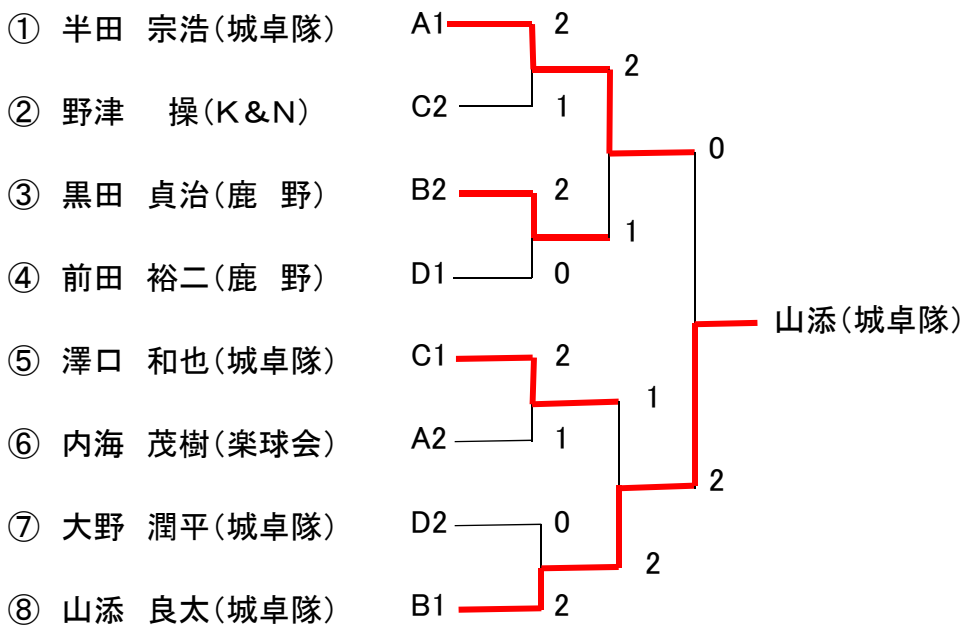 ① 半田 宗浩(城卓隊) A1 2
2
② 野津 操(K&N) C2 1
0
③ 黒田 貞治(鹿 野) B2 2
1
④ 前田 裕二(鹿 野) D1 0
山添(城卓隊)
⑤ 澤口 和也(城卓隊) C1 2
1
⑥ 内海 茂樹(楽球会) A2 1
2
⑦ 大野 潤平(城卓隊) D2 0
2
⑧ 山添 良太(城卓隊) B1 2